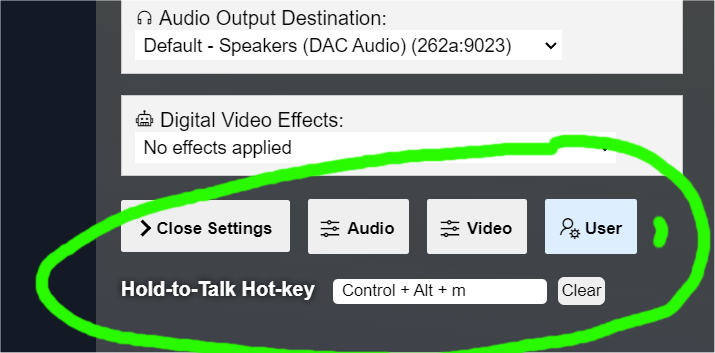 Audio Output Destination:
Default - Speakers (DAC Audio) (262a:9023)
Digital Video Effects:
No effects applied
Close Settings Audio Video User
Hold-to-Talk Hot-key Control + Alt + m Clear